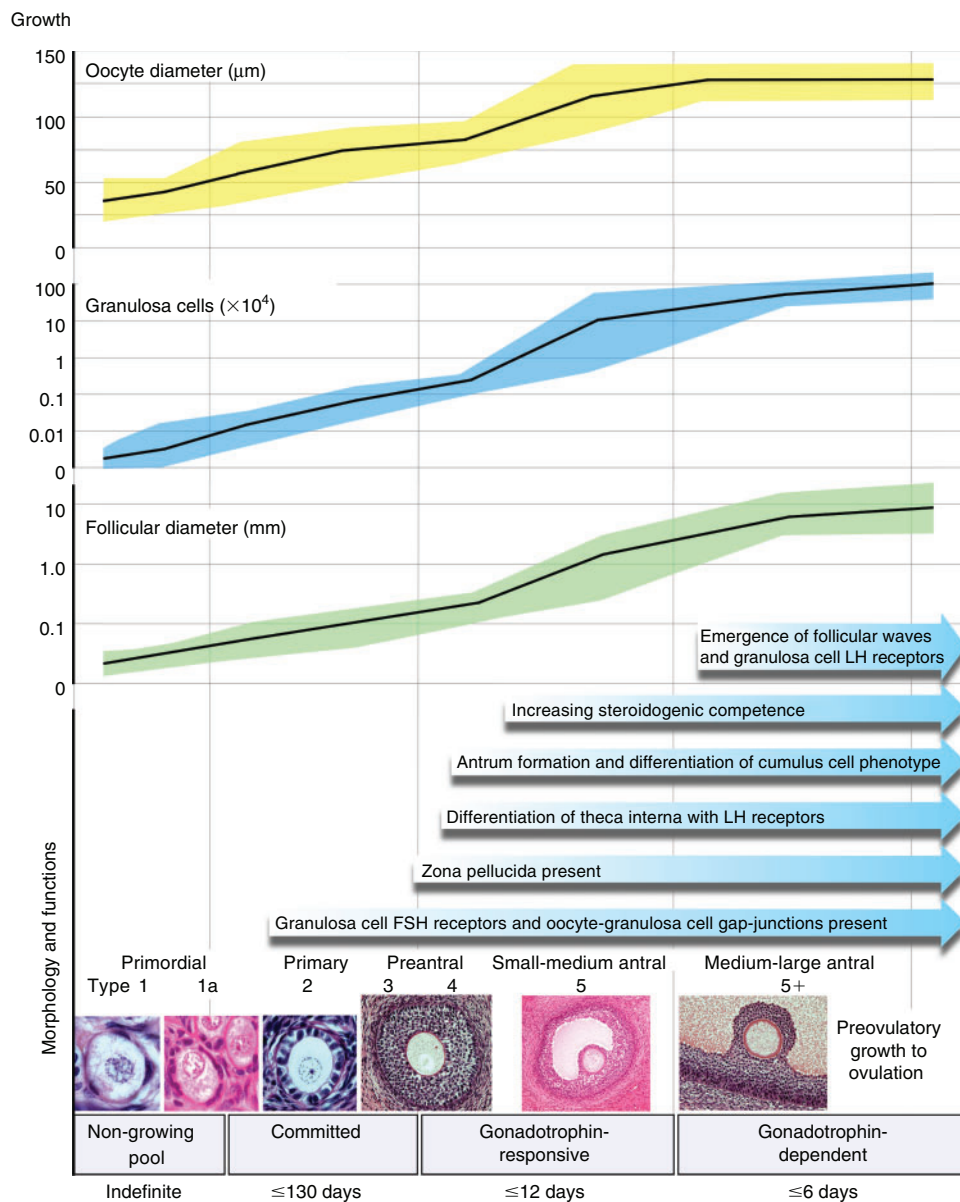 Growth
150
Oocyte diameter (μm)
100
50
0
100
Granulosa cells (×10⁴)
10
1
0.1
0.01
0
10
Follicular diameter (mm)
1.0
0.1
0
Emergence of follicular waves
and granulosa cell LH receptors
Increasing steroidogenic competence
Antrum formation and differentiation of cumulus cell phenotype
Differentiation of theca interna with LH receptors
Zona pellucida present
Granulosa cell FSH receptors and oocyte-granulosa cell gap-junctions present
Morphology and functions
Primordial Primary Preantral Small-medium antral Medium-large antral
Type 1 1a 2 3 4 5 5+
Preovulatory
growth to
ovulation
Non-growing
pool
Committed
Gonadotrophin-
responsive
Gonadotrophin-
dependent
Indefinite ≤130 days ≤12 days ≤6 days